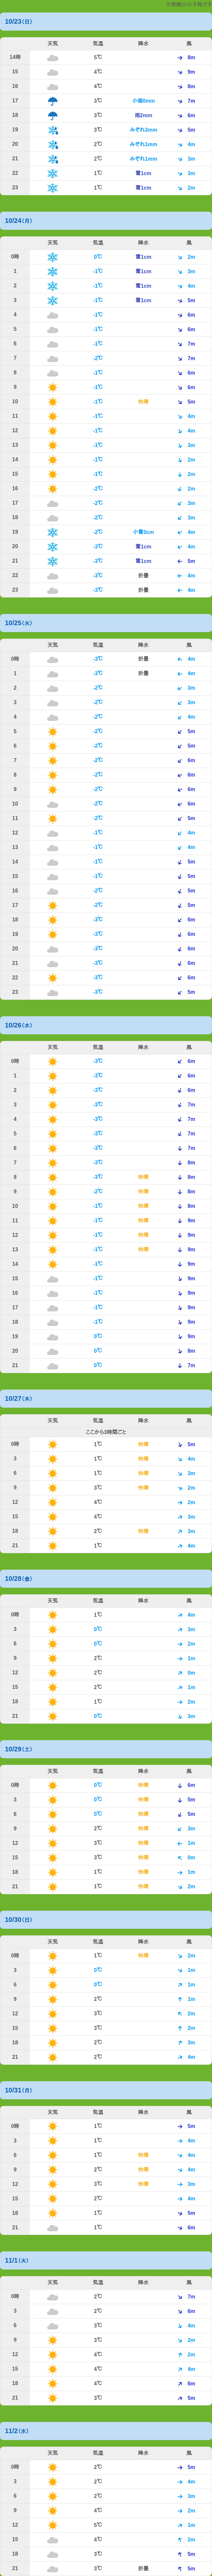 の予報です
10/23(日)
天気 気温 降水 風
14時 5℃ 8m
15 4℃ 9m
16 4℃ 8m
17 3℃ 小雨0mm 7m
18 3℃ 雨2mm 6m
19 3℃ みぞれ3mm 5m
20 2℃ みぞれ1mm 4m
21 2℃ みぞれ1mm 3m
22 1℃ 雪1cm 3m
23 1℃ 雪1cm 2m
10/24(月)
天気 気温 降水 風
0時 0℃ 雪1cm 2m
1 -1℃ 雪1cm 3m
2 -1℃ 雪1cm 4m
3 -1℃ 雪1cm 5m
4 -1℃ 6m
5 -1℃ 6m
6 -1℃ 7m
7 -2℃ 7m
8 -1℃ 6m
9 -1℃ 6m
10 -1℃ 快晴 5m
11 -1℃ 4m
12 -1℃ 4m
13 -1℃ 3m
14 -1℃ 2m
15 -1℃ 2m
16 -2℃ 2m
17 -2℃ 3m
18 -2℃ 3m
19 -2℃ 小雪0cm 4m
20 -3℃ 雪1cm 4m
21 -3℃ 雪1cm 5m
22 -3℃ 折畳 4m
23 -3℃ 折畳 4m
10/25(火)
天気 気温 降水 風
0時 -3℃ 折畳 4m
1 -3℃ 折畳 4m
2 -2℃ 3m
3 -2℃ 3m
4 -2℃ 4m
5 -2℃ 5m
6 -2℃ 5m
7 -2℃ 6m
8 -2℃ 6m
9 -2℃ 6m
10 -2℃ 6m
11 -2℃ 5m
12 -1℃ 4m
13 -1℃ 4m
14 -1℃ 5m
15 -1℃ 5m
16 -2℃ 5m
17 -2℃ 5m
18 -3℃ 6m
19 -3℃ 6m
20 -3℃ 6m
21 -3℃ 6m
22 -3℃ 6m
23 -3℃ 5m
10/26(水)
天気 気温 降水 風
0時 -3℃ 6m
1 -3℃ 6m
2 -3℃ 6m
3 -3℃ 7m
4 -3℃ 7m
5 -3℃ 7m
6 -3℃ 7m
7 -3℃ 8m
8 -3℃ 快晴 8m
9 -2℃ 快晴 8m
10 -1℃ 快晴 8m
11 -1℃ 快晴 9m
12 -1℃ 快晴 9m
13 -1℃ 快晴 9m
14 -1℃ 9m
15 -1℃ 9m
16 -1℃ 9m
17 -1℃ 9m
18 -1℃ 9m
19 0℃ 9m
20 0℃ 8m
21 0℃ 7m
10/27(木)
天気 気温 降水 風
ここから3時間ごと
0時 1℃ 快晴 5m
3 1℃ 快晴 4m
6 1℃ 快晴 3m
9 3℃ 快晴 2m
12 4℃ 2m
15 4℃ 3m
18 2℃ 快晴 3m
21 1℃ 4m
10/28(金)
天気 気温 降水 風
0時 1℃ 4m
3 0℃ 3m
6 0℃ 2m
9 2℃ 1m
12 2℃ 0m
15 2℃ 1m
18 1℃ 2m
21 0℃ 3m
10/29(土)
天気 気温 降水 風
0時 0℃ 快晴 6m
3 0℃ 快晴 5m
6 0℃ 快晴 5m
9 2℃ 快晴 3m
12 3℃ 快晴 1m
15 3℃ 快晴 0m
18 1℃ 快晴 1m
21 1℃ 快晴 2m
10/30(日)
天気 気温 降水 風
0時 1℃ 快晴 2m
3 0℃ 1m
6 0℃ 1m
9 2℃ 1m
12 3℃ 2m
15 3℃ 2m
18 2℃ 3m
21 2℃ 4m
10/31(月)
天気 気温 降水 風
0時 1℃ 5m
3 1℃ 4m
6 1℃ 快晴 4m
9 2℃ 快晴 4m
12 3℃ 快晴 3m
15 2℃ 4m
18 1℃ 5m
21 1℃ 6m
11/1(火)
天気 気温 降水 風
0時 2℃ 7m
3 2℃ 6m
6 3℃ 4m
9 3℃ 2m
12 4℃ 2m
15 4℃ 4m
18 4℃ 6m
21 3℃ 5m
11/2(水)
天気 気温 降水 風
0時 2℃ 5m
3 2℃ 4m
6 2℃ 3m
9 4℃ 2m
12 5℃ 1m
15 4℃ 2m
18 3℃ 5m
21 3℃ 折畳 5m